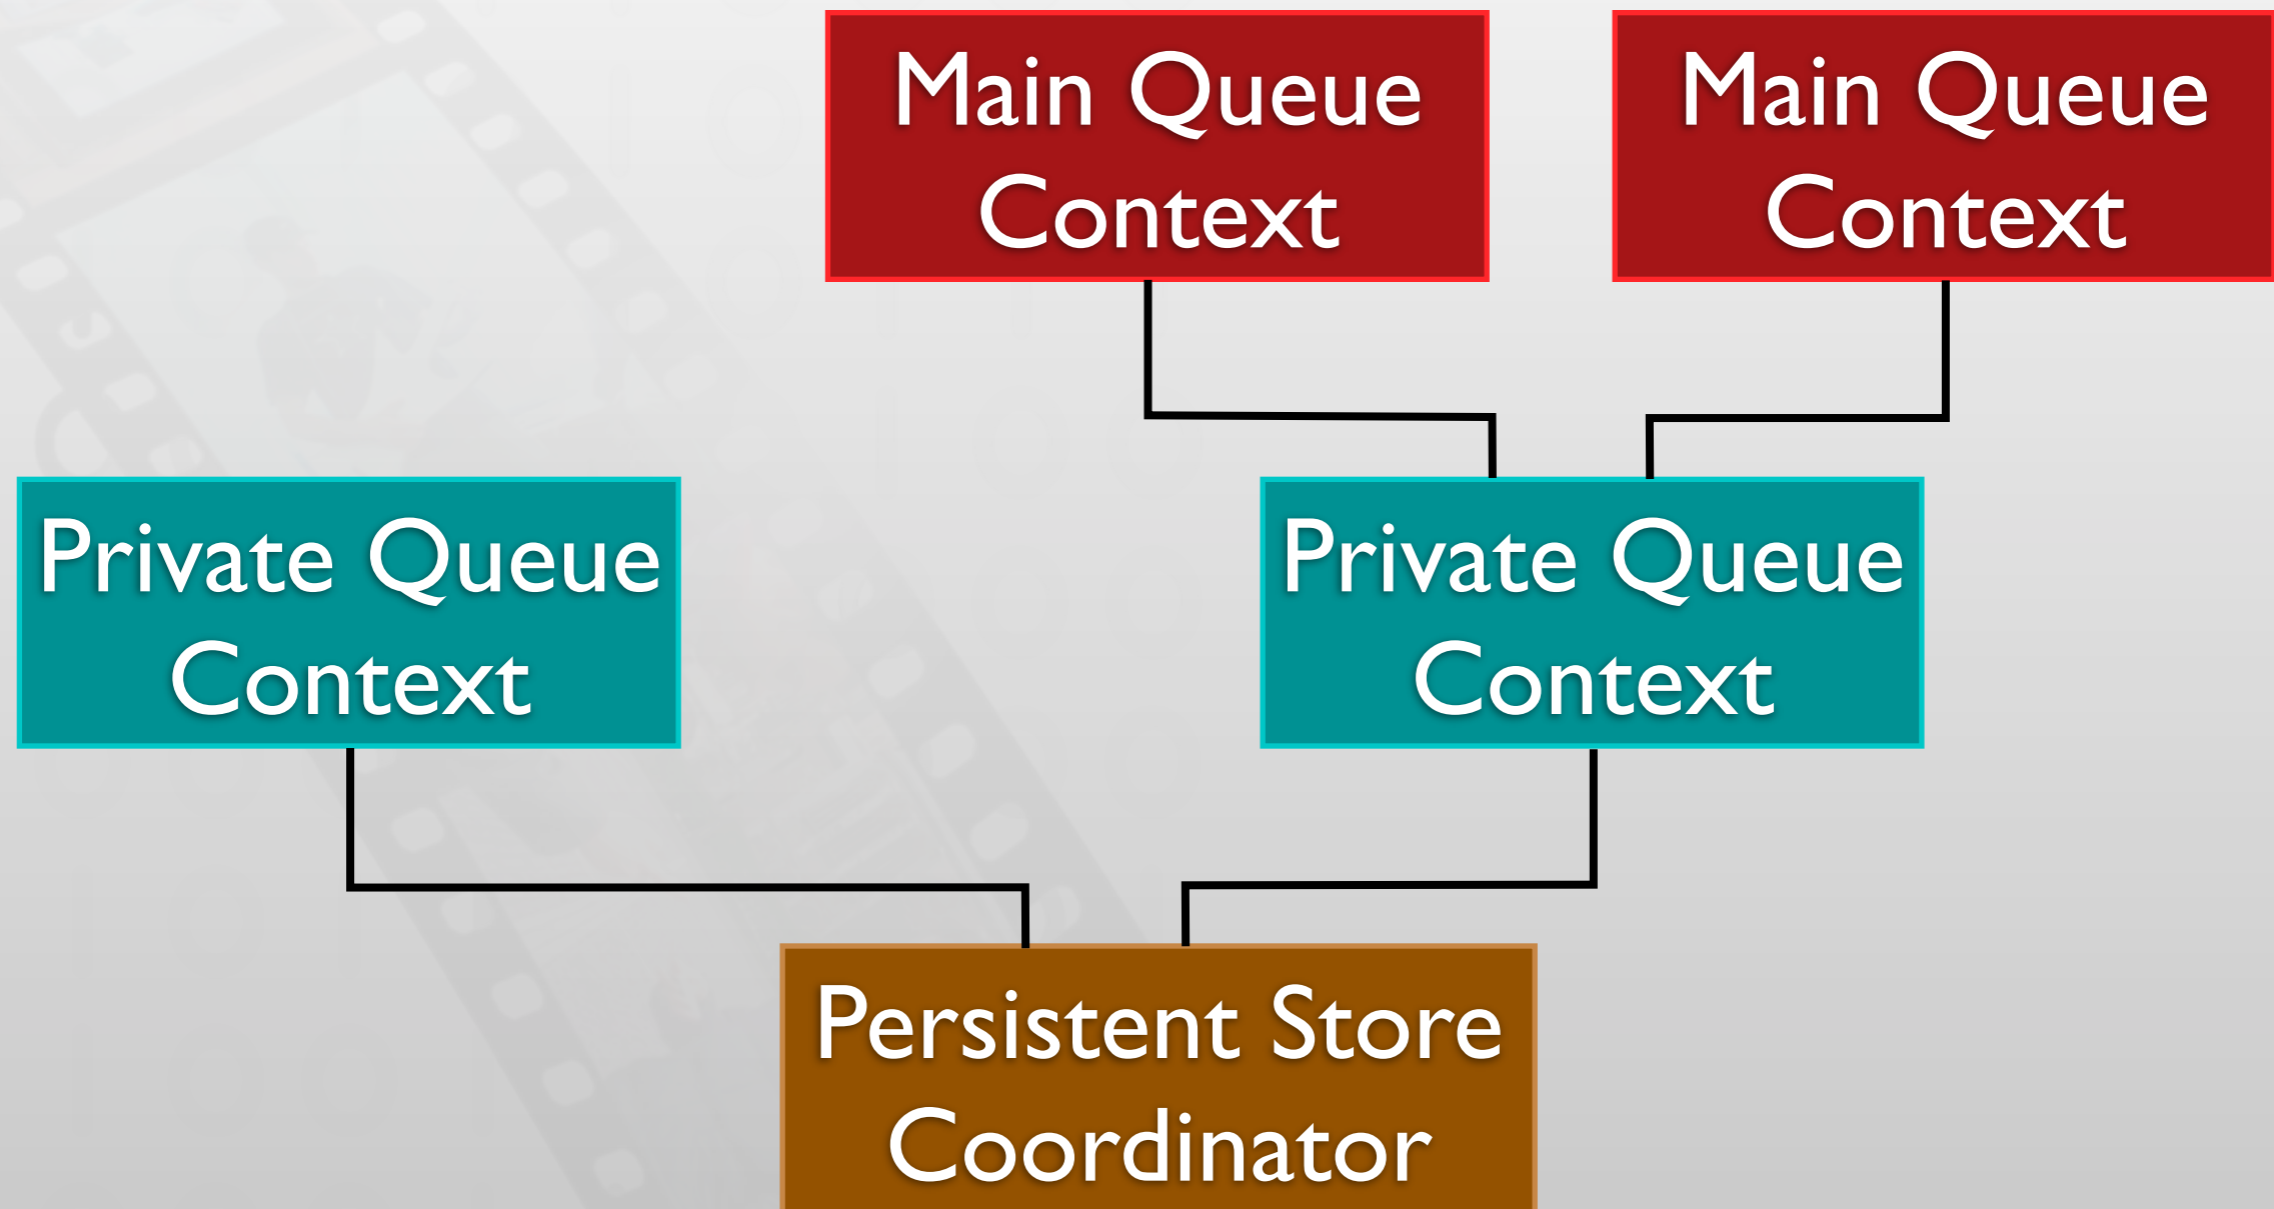 Main Queue
Context
Main Queue
Context
Private Queue
Context
Private Queue
Context
Persistent Store
Coordinator